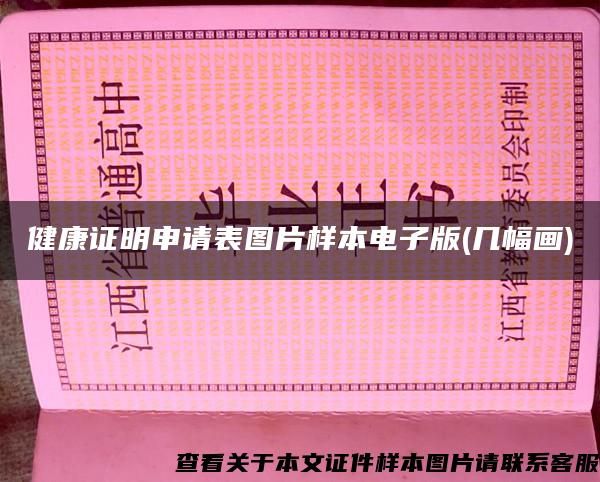 江西省普通高中
毕业证书
江西省教育委员会印制
健康证明申请表图片样本电子版(几幅画)
查看关于本文证件样本图片请联系客服